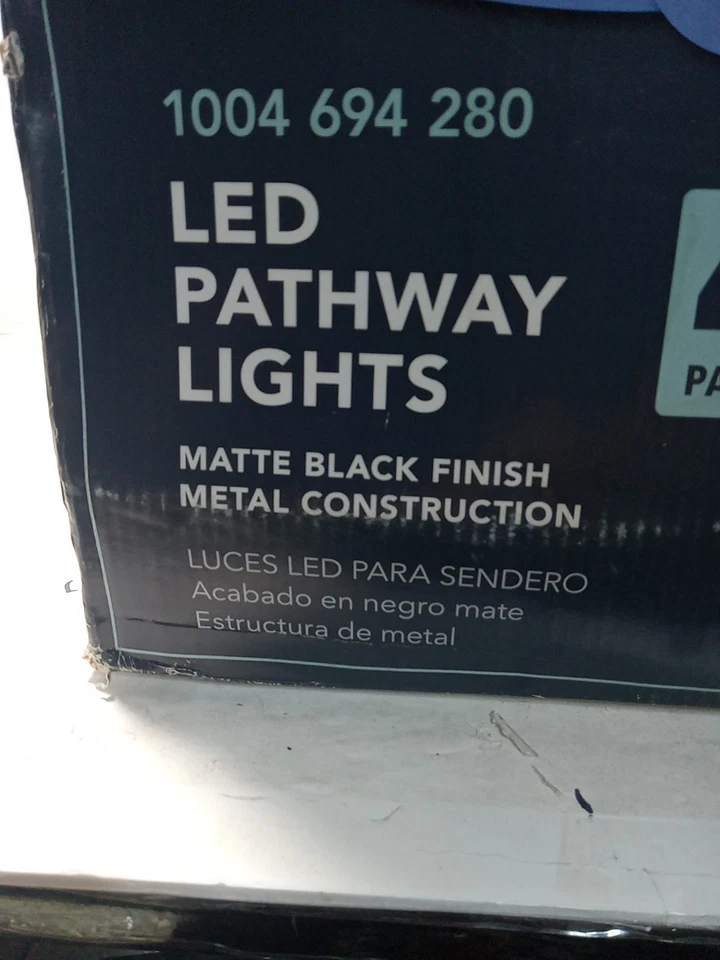 1004 694 280
LED
PATHWAY
LIGHTS
MATTE BLACK FINISH
METAL CONSTRUCTION
LUCES LED PARA SENDERO
Acabado en negro mate
Estructura de metal